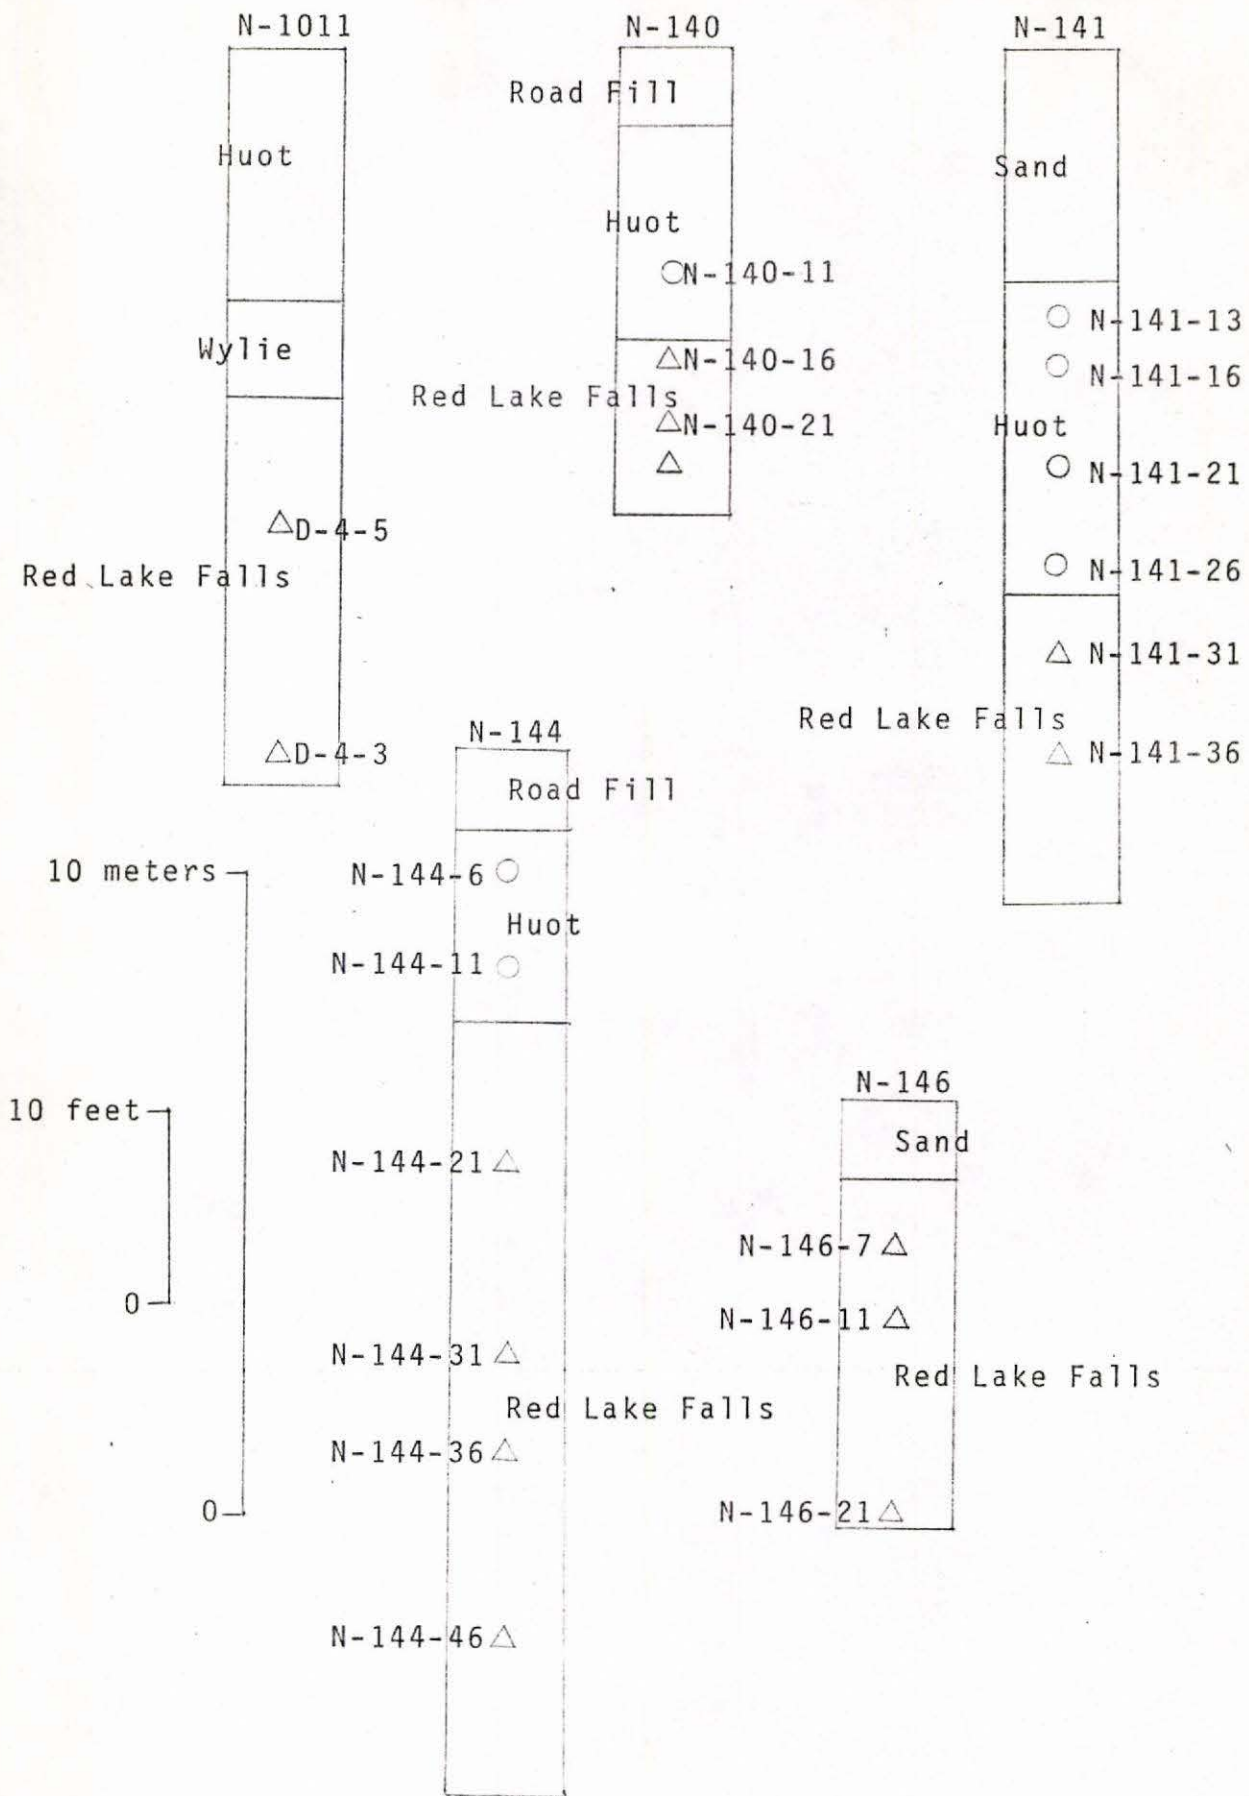 N-1011
Huot
Wylie
D-4-5
Red Lake Falls
D-4-3
N-140
Road Fill
Huot
N-140-11
N-140-16
Red Lake Falls
N-140-21
N-141
Sand
N-141-13
N-141-16
Huot
N-141-21
N-141-26
N-141-31
Red Lake Falls
N-141-36
10 meters
0
10 feet
0
N-144
Road Fill
N-144-6
Huot
N-144-11
N-144-21
N-144-31
Red Lake Falls
N-144-36
N-144-46
N-146
Sand
N-146-7
N-146-11
Red Lake Falls
N-146-21